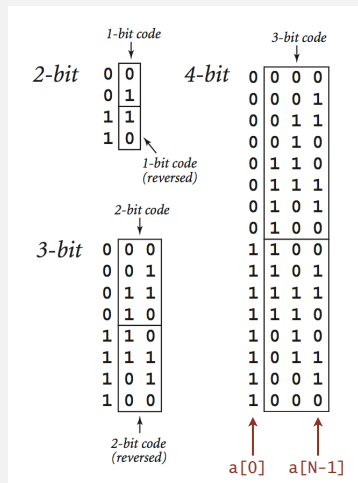 1-bit code
2-bit
0 0
0 1
1 1
1 0
1-bit code
(reversed)
2-bit code
3-bit
0 0 0
0 0 1
0 1 1
0 1 0
1 1 0
1 1 1
1 0 1
1 0 0
2-bit code
(reversed)
3-bit code
4-bit
0 0 0 0
0 0 0 1
0 0 1 1
0 0 1 0
0 1 1 0
0 1 1 1
0 1 0 1
0 1 0 0
1 1 0 0
1 1 0 1
1 1 1 1
1 1 1 0
1 0 1 0
1 0 1 1
1 0 0 1
1 0 0 0
a[0] a[N-1]